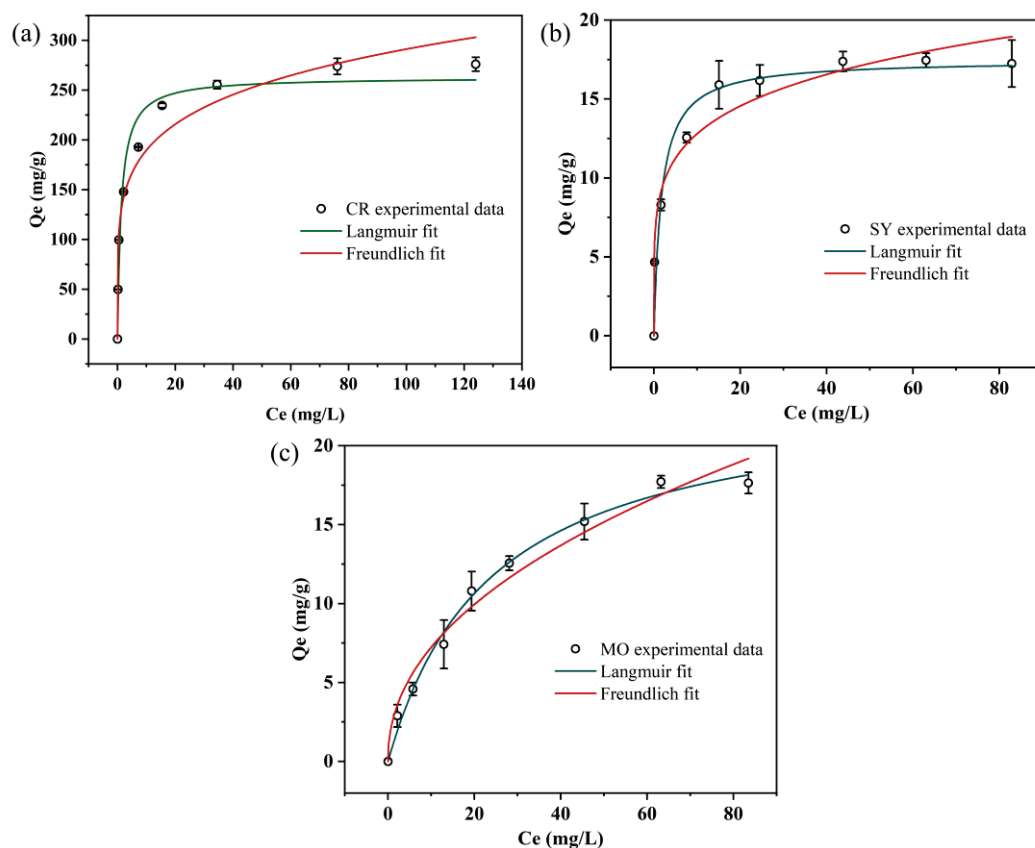 (a)
300
250
200
150
100
50
0
Qe (mg/g)
CR experimental data
Langmuir fit
Freundlich fit
0 20 40 60 80 100 120 140
Ce (mg/L)
(b)
20
15
10
5
0
Qe (mg/g)
SY experimental data
Langmuir fit
Freundlich fit
0 20 40 60 80
Ce (mg/L)
(c)
20
15
10
5
0
Qe (mg/g)
MO experimental data
Langmuir fit
Freundlich fit
0 20 40 60 80
Ce (mg/L)